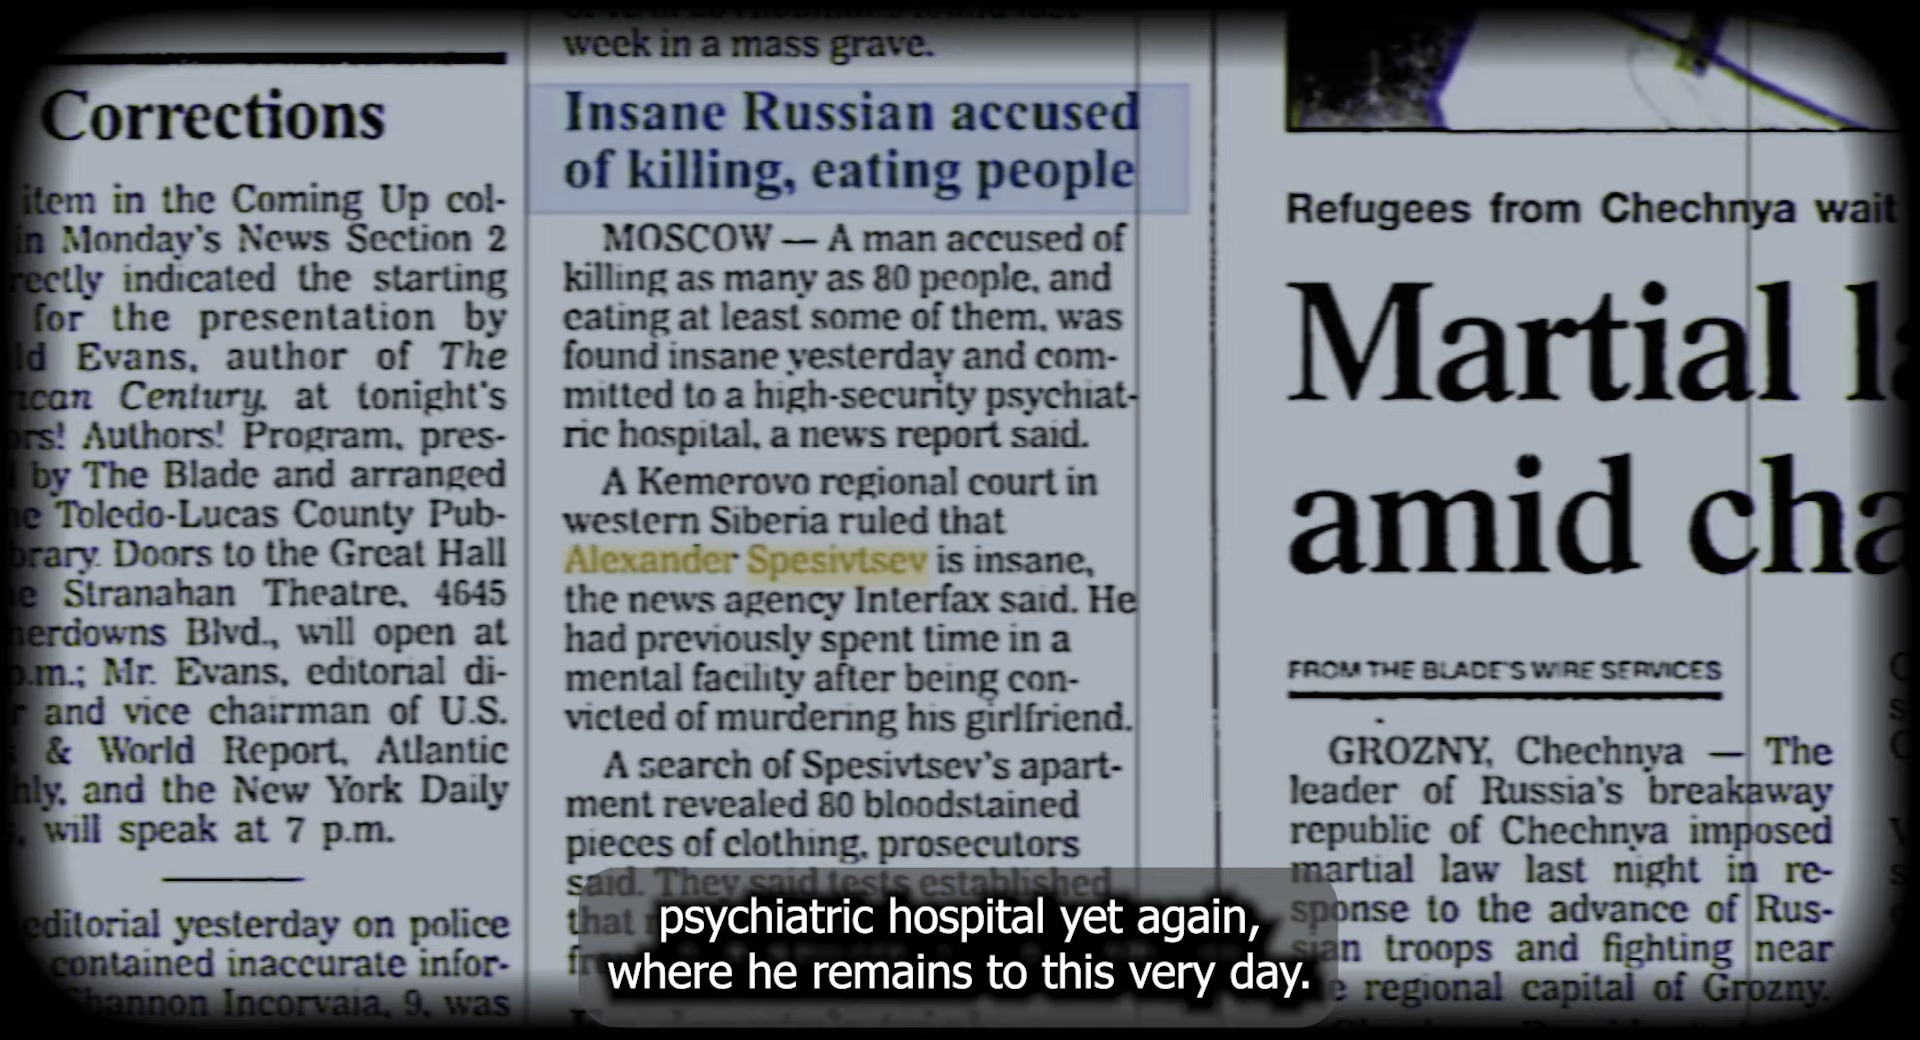 week in a mass grave.
Corrections
item in the Coming Up col-
in Monday's News Section 2
indicated the starting
for the presentation by
Evans, author of The
Century, at tonight's
Authors! Program, pres-
by The Blade and arranged
Toledo-Lucas County Pub-
Doors to the Great Hall
Stranahan Theatre, 4645
Blvd., will open at
p.m.; Mr. Evans, editorial di-
and vice chairman of U.S.
& World Report, Atlantic
and the New York Daily
will speak at 7 p.m.
editorial yesterday on police
contained inaccurate infor-
Shannon Incorvaia, 9, was
Insane Russian accused
of killing, eating people
MOSCOW — A man accused of
killing as many as 80 people, and
eating at least some of them, was
found insane yesterday and com-
mitted to a high-security psychiat-
ric hospital, a news report said.
A Kemerovo regional court in
western Siberia ruled that
Alexander Spesivtsev is insane,
the news agency Interfax said. He
had previously spent time in a
mental facility after being con-
victed of murdering his girlfriend.
A search of Spesivtsev's apart-
ment revealed 80 bloodstained
pieces of clothing, prosecutors
said. They said tests established
that
Refugees from Chechnya wait
Martial
amid
FROM THE BLADE'S WIRE SERVICES
GROZNY, Chechnya — The
leader of Russia's breakaway
republic of Chechnya imposed
martial law last night in re-
sponse to the advance of Rus-
sian troops and fighting near
regional capital of Grozny.
psychiatric hospital yet again,
where he remains to this very day.